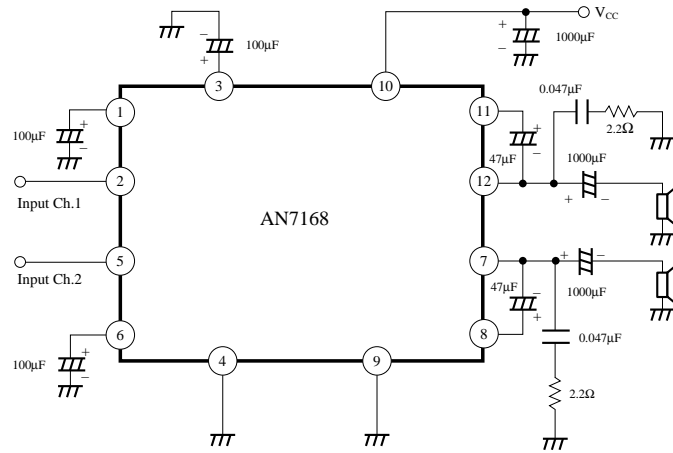 V_CC
100µF
−
+
+
−
1000µF
3
10
1
11
0.047µF
2.2Ω
100µF
+
−
+
−
47µF
1000µF
2
12
+
−
Input Ch.1
AN7168
5
7
+
−
Input Ch.2
47µF
−
+
1000µF
6
8
+
−
100µF
0.047µF
4
9
2.2Ω